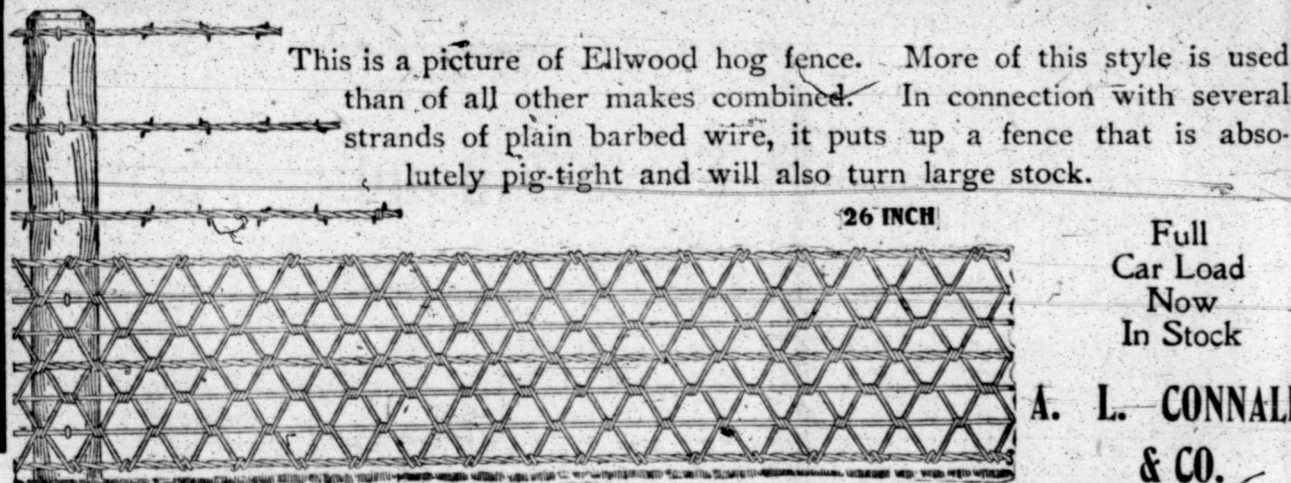 This is a picture of Ellwood hog fence. More of this style is used
than of all other makes combined. In connection with several
strands of plain barbed wire, it puts up a fence that is abso-
lutely pig-tight and will also turn large stock.
26 INCH
Full
Car Load
Now
In Stock
A. L.
& CO.